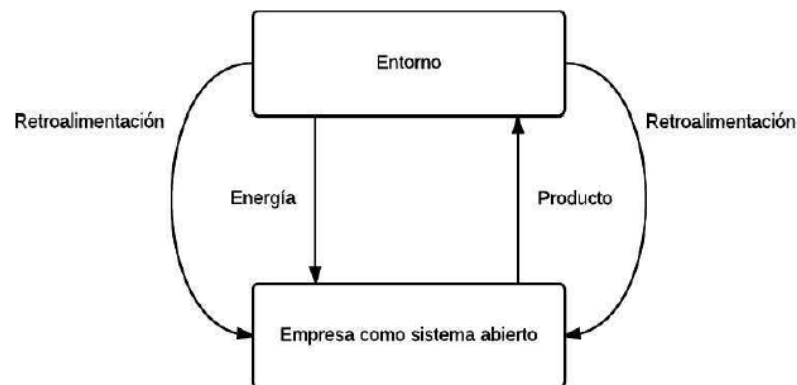 Entorno
Retroalimentación
Retroalimentación
Energía
Producto
Empresa como sistema abierto